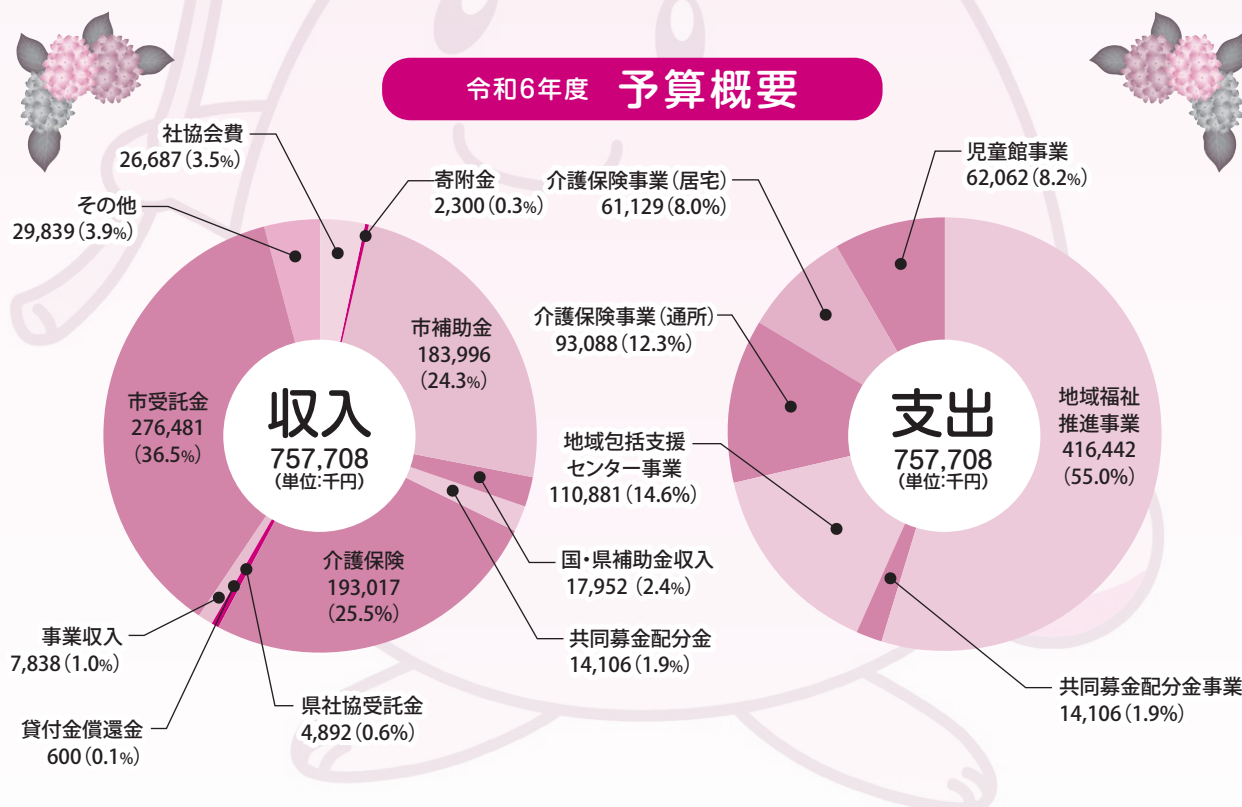 令和6年度 予算概要
社協会費
26,687(3.5%)
寄附金
2,300(0.3%)
その他
29,839(3.9%)
市補助金
183,996
(24.3%)
市受託金
276,481
(36.5%)
収入
757,708
(単位:千円)
国・県補助金収入
17,952 (2.4%)
介護保険
193,017
(25.5%)
共同募金配分金
14,106(1.9%)
事業収入
7,838(1.0%)
県社協受託金
4,892(0.6%)
貸付金償還金
600(0.1%)
児童館事業
62,062(8.2%)
介護保険事業(居宅)
61,129(8.0%)
介護保険事業(通所)
93,088(12.3%)
地域福祉
推進事業
416,442
(55.0%)
支出
757,708
(単位:千円)
地域包括支援
センター事業
110,881(14.6%)
共同募金配分金事業
14,106(1.9%)